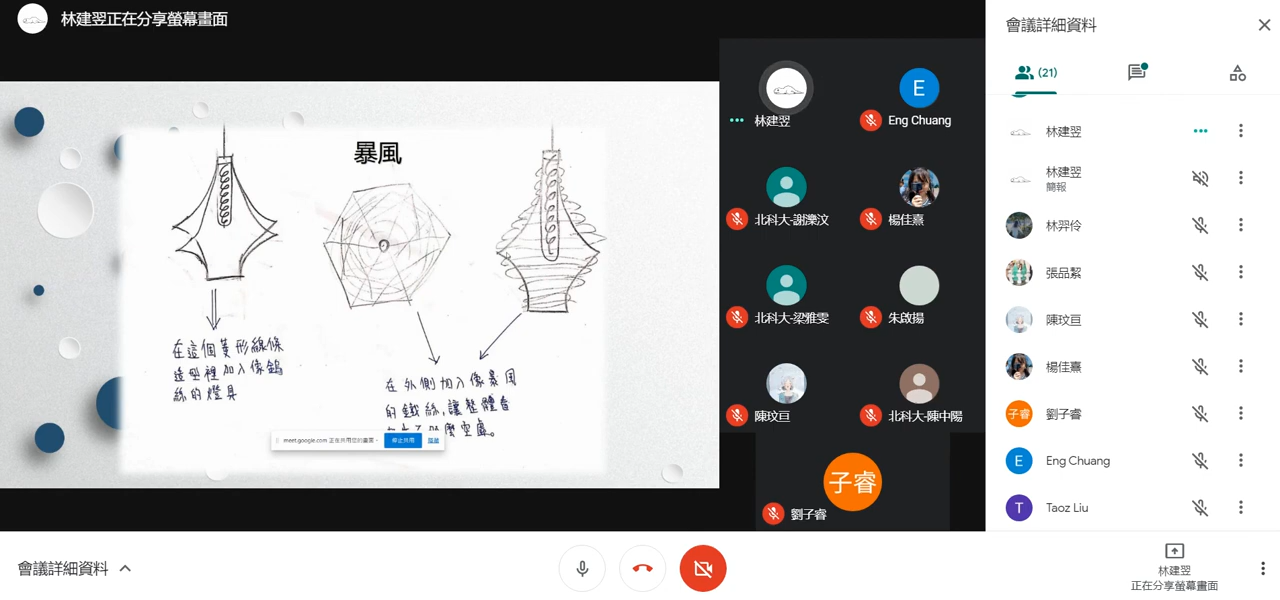 林建翌正在分享螢幕畫面
暴風
在這個菱形線條
造型裡加入像鎢
絲的燈具
在外側加入像暴風
的鐵絲,讓整體看
麼空虛。
meet.google.com 正在共用您的畫面。
停止共用
隱藏
林建翌
Eng Chuang
北科大-謝濼汶
楊佳熹
北科大-梁雅雯
朱啟揚
陳玟亘
北科大-陳中陽
子睿
劉子睿
會議詳細資料
(21)
林建翌
林建翌
簡報
林羿伶
張品絜
陳玟亘
楊佳熹
子睿
劉子睿
E
Eng Chuang
T
Taoz Liu
E
會議詳細資料
林建翌
正在分享螢幕畫面